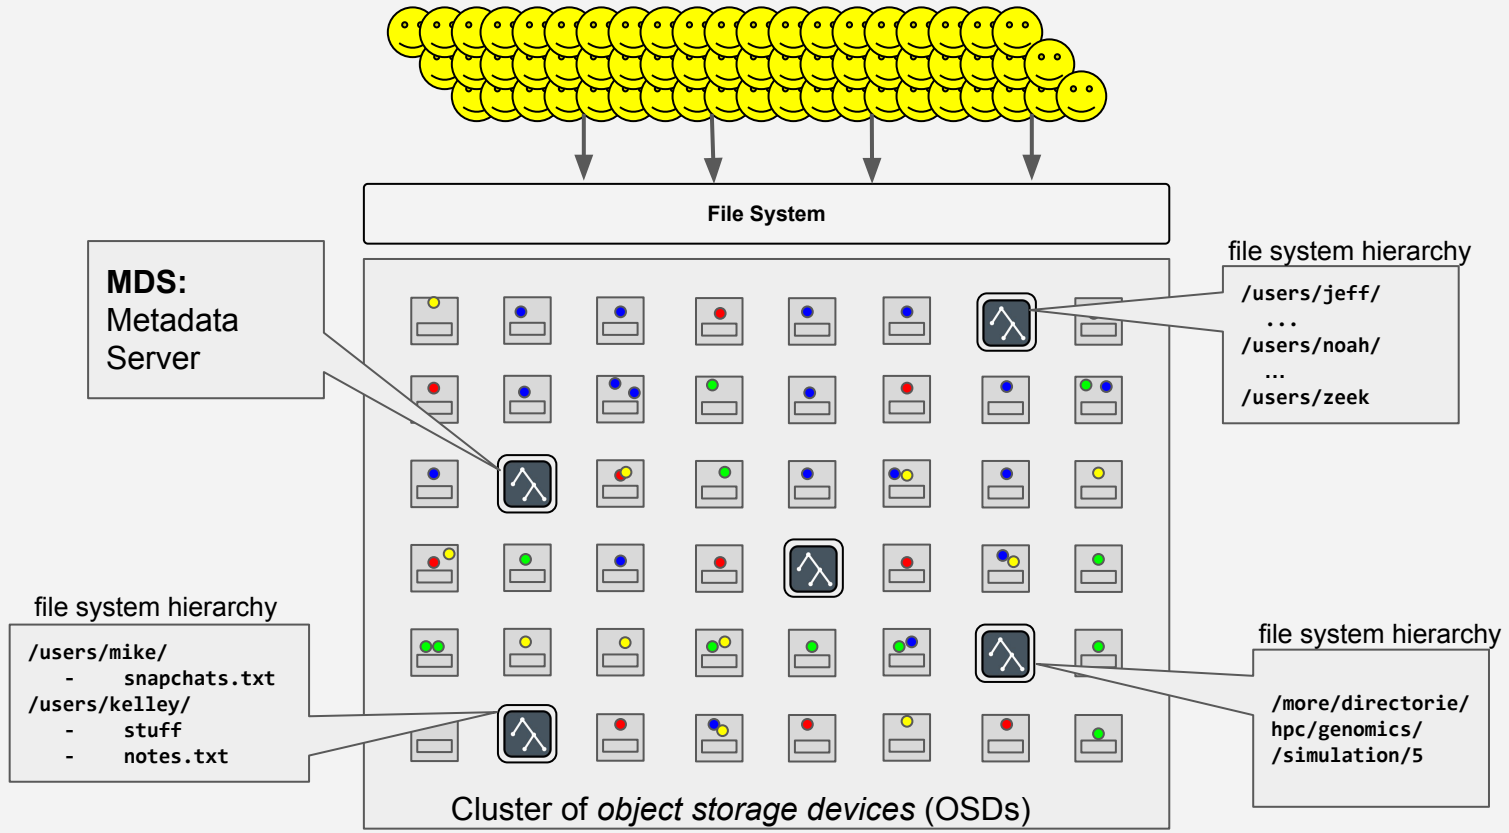 File System
MDS:
Metadata
Server
file system hierarchy
/users/jeff/
...
/users/noah/
...
/users/zeek
file system hierarchy
/users/mike/
- snapchats.txt
/users/kelley/
- stuff
- notes.txt
file system hierarchy
/more/directorie/
hpc/genomics/
/simulation/5
Cluster of object storage devices (OSDs)